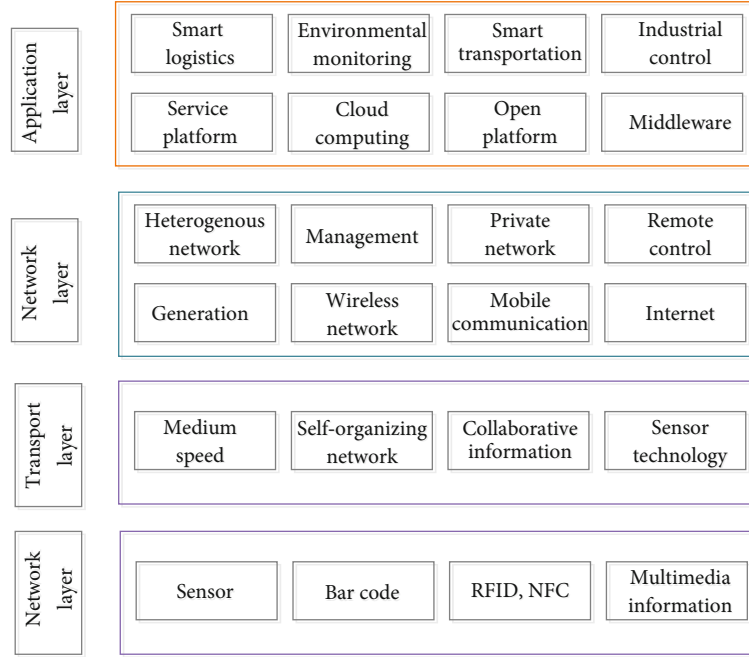 Application
layer
Smart
logistics
Environmental
monitoring
Smart
transportation
Industrial
control
Service
platform
Cloud
computing
Open
platform
Middleware
Network
layer
Heterogenous
network
Management
Private
network
Remote
control
Generation
Wireless
network
Mobile
communication
Internet
Transport
layer
Medium
speed
Self-organizing
network
Collaborative
information
Sensor
technology
Network
layer
Sensor
Bar code
RFID, NFC
Multimedia
information